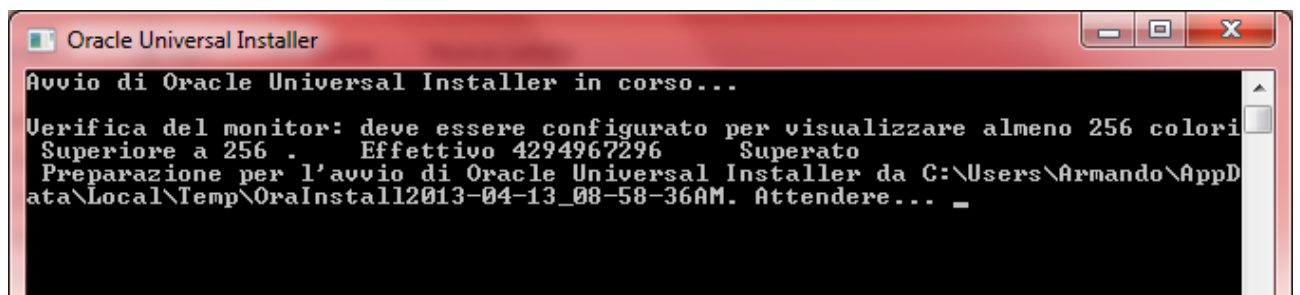 Oracle Universal Installer
Avvio di Oracle Universal Installer in corso...
Verifica del monitor: deve essere configurato per visualizzare almeno 256 colori
Superiore a 256 .    Effettivo 4294967296     Superato
Preparazione per l'avvio di Oracle Universal Installer da C:\Users\Armando\AppD
ata\Local\Temp\OraInstall2013-04-13_08-58-36AM. Attendere... _